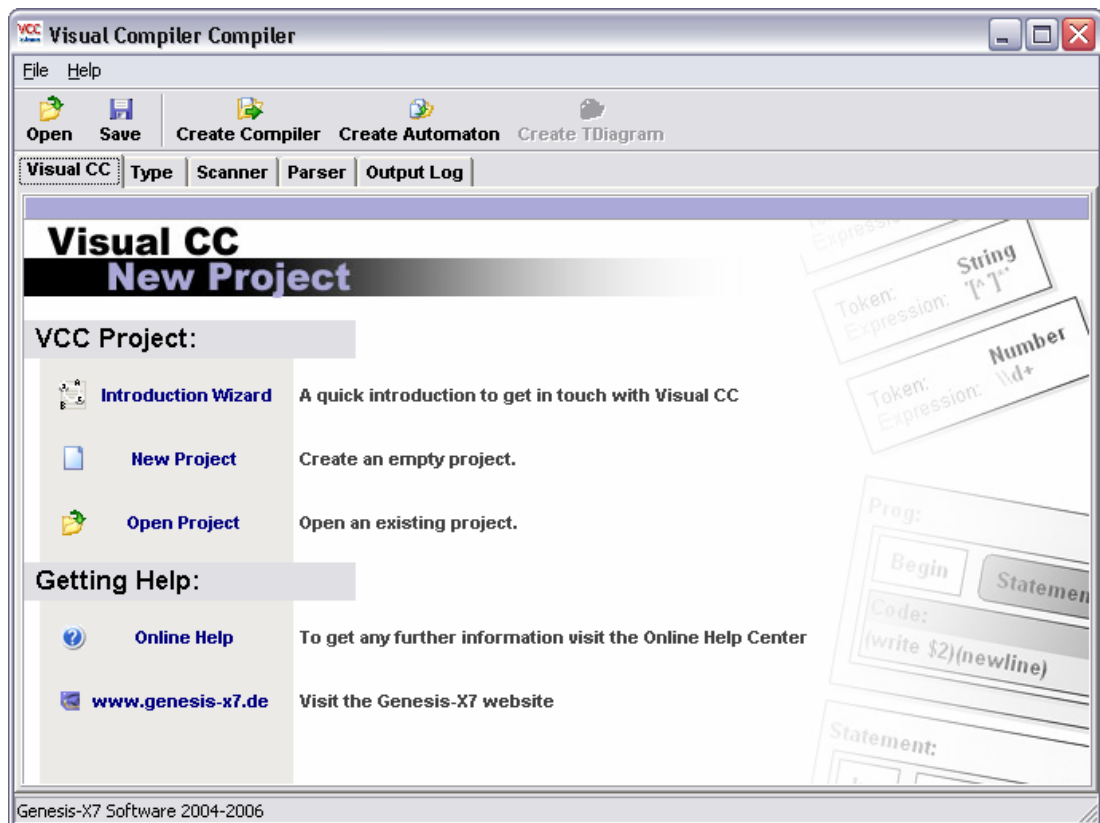 VCC
Visual Compiler Compiler
File Help
Open Save Create Compiler Create Automaton Create TDiagram
Visual CC Type Scanner Parser Output Log
Visual CC
New Project
VCC Project:
Introduction Wizard A quick introduction to get in touch with Visual CC
New Project Create an empty project.
Open Project Open an existing project.
Getting Help:
Online Help To get any further information visit the Online Help Center
www.genesis-x7.de Visit the Genesis-X7 website
Expression:
Token: String
Expression:
Token: Number
Expression: \\d+
Prog:
Begin Statemen
Code:
(write $2)(newline)
Statement:
Genesis-X7 Software 2004-2006